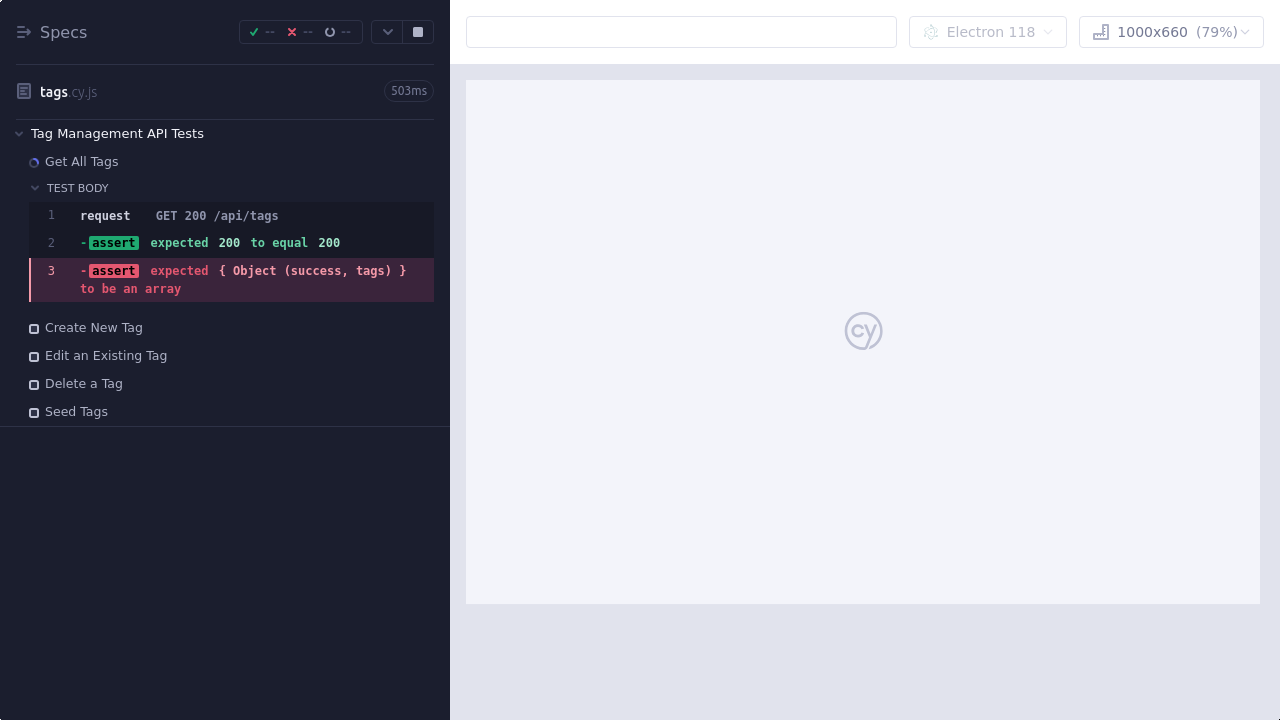 Specs
-- -- --
Electron 118
1000x660 (79%)
tags.cy.js
503ms
Tag Management API Tests
Get All Tags
TEST BODY
1 request GET 200 /api/tags
2 -assert expected 200 to equal 200
3 -assert expected { Object (success, tags) }
to be an array
Create New Tag
Edit an Existing Tag
Delete a Tag
Seed Tags
cy